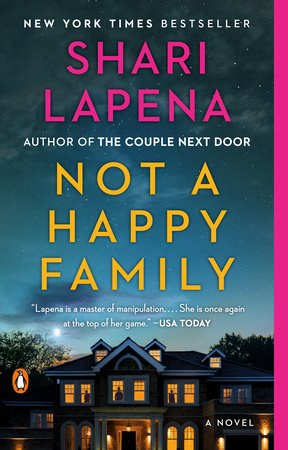 NEW YORK TIMES BESTSELLER
SHARI
LAPENA
AUTHOR OF THE COUPLE NEXT DOOR
NOT A
HAPPY
FAMILY
"Lapena is a master of manipulation. . . . She is once again
at the top of her game." —USA TODAY
A NOVEL